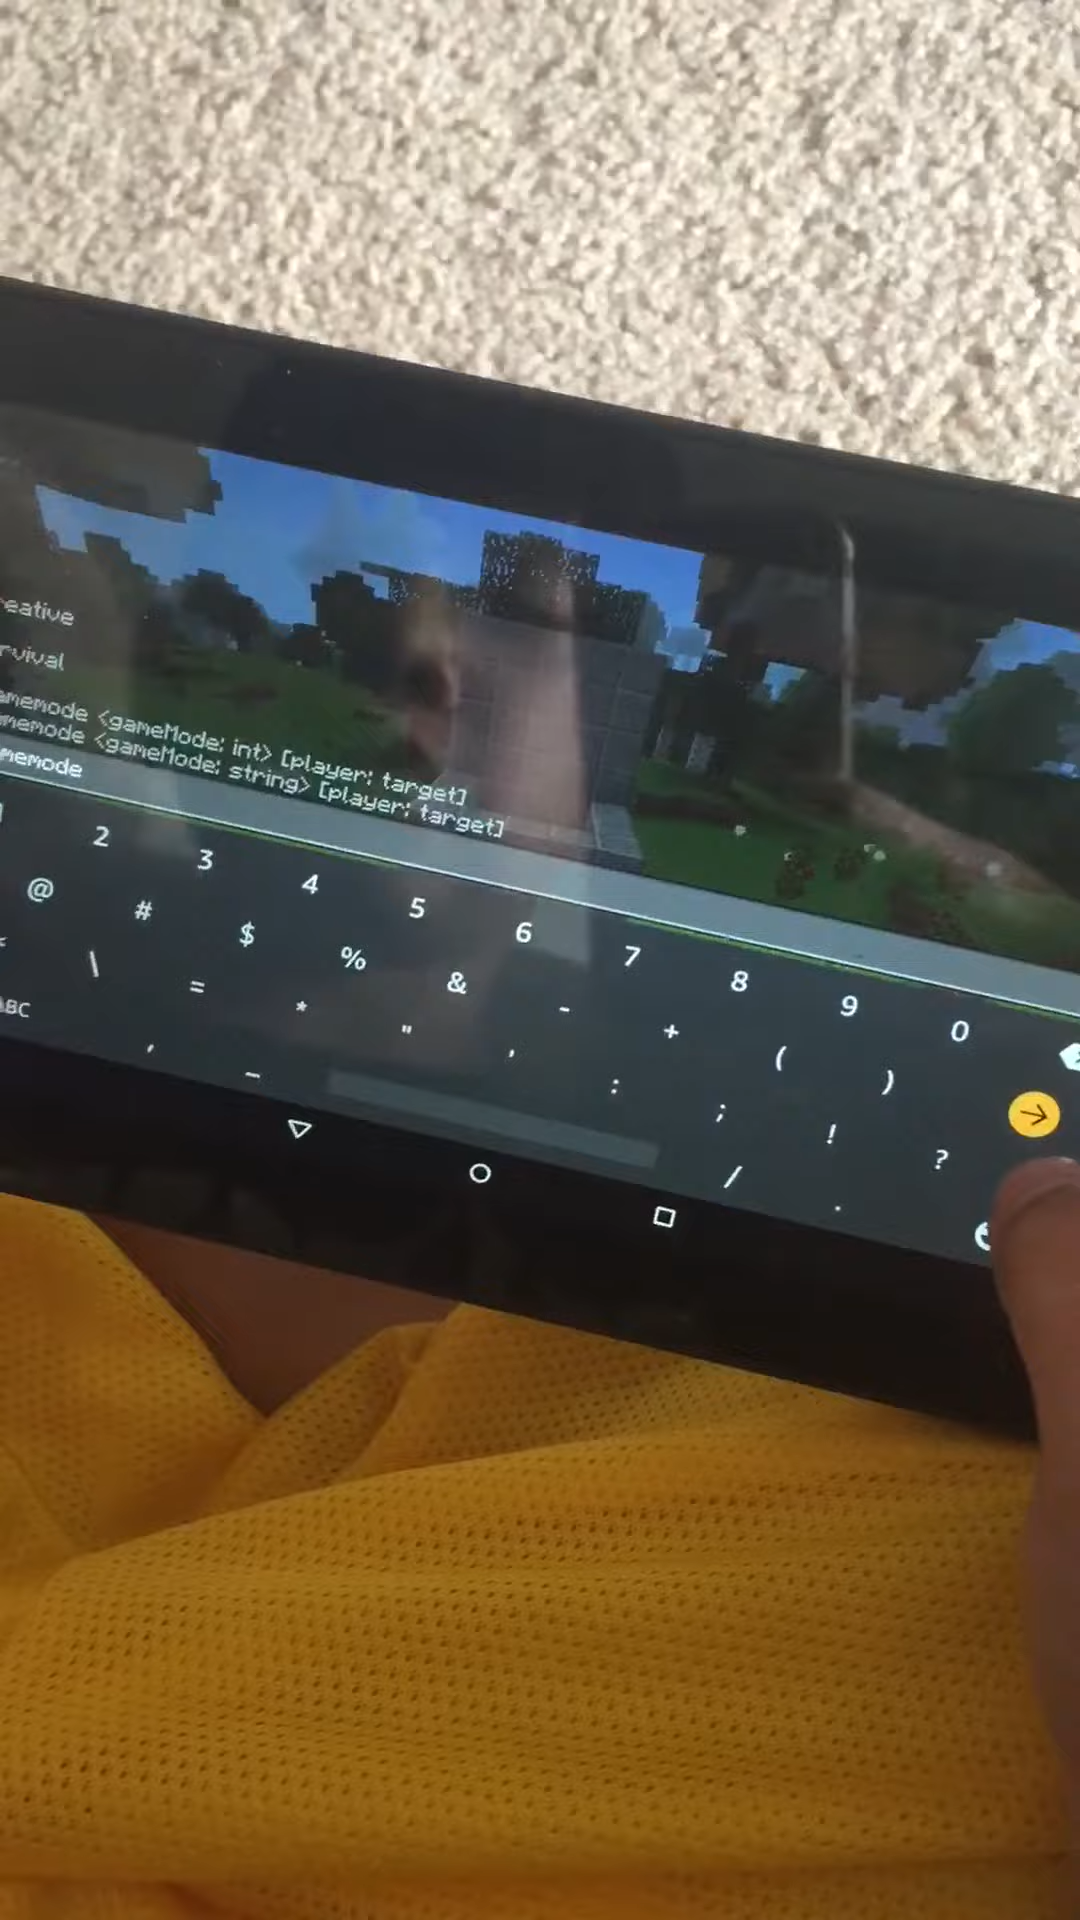 reative
rvival
amemode <gameMode: int> [player: target]
amemode <gameMode: string> [player: target]
memode
2 3 4 5 6 7 8 9 0
@ # $ % & - + ( )
\ = * " ' : ; ! ?
ABC , _ / .